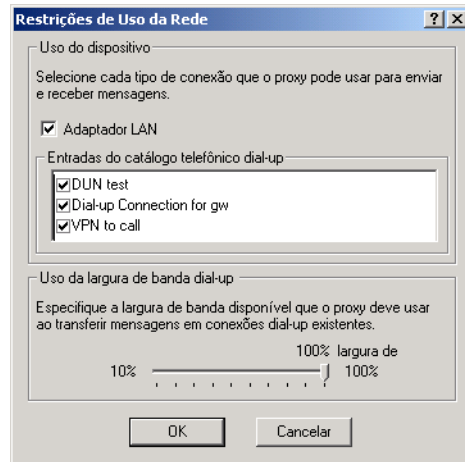 Restrições de Uso da Rede
Uso do dispositivo
Selecione cada tipo de conexão que o proxy pode usar para enviar
e receber mensagens.
Adaptador LAN
Entradas do catálogo telefônico dial-up
DUN test
Dial-up Connection for gw
VPN to call
Uso da largura de banda dial-up
Especifique a largura de banda disponível que o proxy deve usar
ao transferir mensagens em conexões dial-up existentes.
100% largura de
10% 100%
OK Cancelar